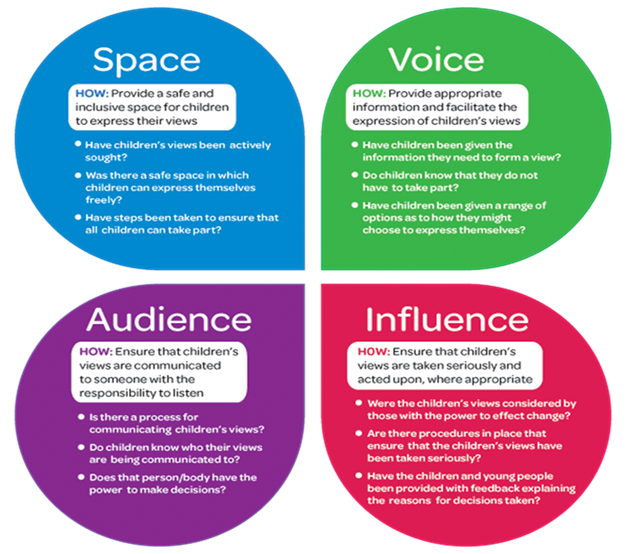 Space
HOW: Provide a safe and
inclusive space for children
to express their views
• Have children's views been actively
sought?
• Was there a safe space in which
children can express themselves
freely?
• Have steps been taken to ensure that
all children can take part?
Voice
HOW: Provide appropriate
information and facilitate the
expression of children's views
• Have children been given the
information they need to form a view?
• Do children know that they do not
have to take part?
• Have children been given a range of
options as to how they might
choose to express themselves?
Audience
HOW: Ensure that children's
views are communicated
to someone with the
responsibility to listen
• Is there a process for
communicating children's views?
• Do children know who their views
are being communicated to?
• Does that person/body have the
power to make decisions?
Influence
HOW: Ensure that children's
views are taken seriously and
acted upon, where appropriate
• Were the children's views considered by
those with the power to effect change?
• Are there procedures in place that
ensure that the children's views have
been taken seriously?
• Have the children and young people
been provided with feedback explaining
the reasons for decisions taken?